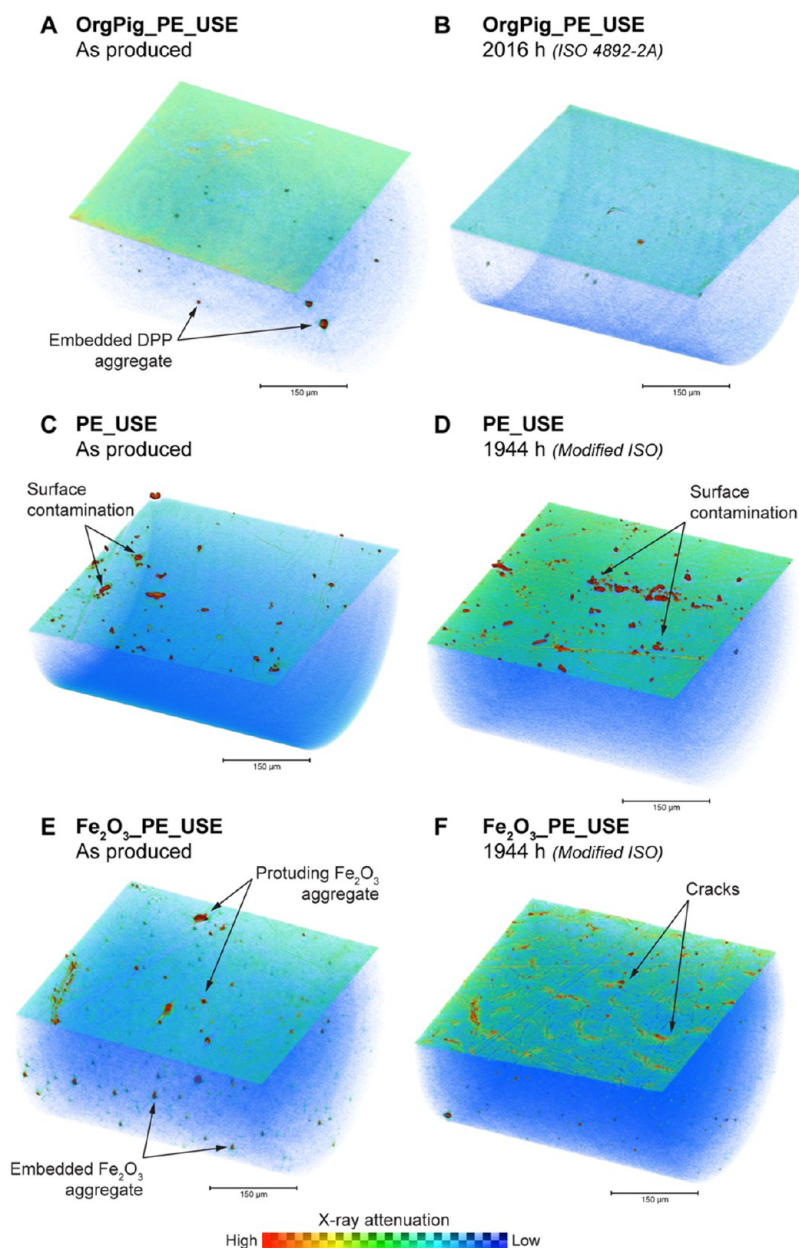 A OrgPig_PE_USE
As produced
B OrgPig_PE_USE
2016 h (ISO 4892-2A)
Embedded DPP
aggregate
150 µm
150 µm
C PE_USE
As produced
D PE_USE
1944 h (Modified ISO)
Surface
contamination
Surface
contamination
150 µm
150 µm
E Fe₂O₃_PE_USE
As produced
F Fe₂O₃_PE_USE
1944 h (Modified ISO)
Protuding Fe₂O₃
aggregate
Cracks
Embedded Fe₂O₃
aggregate
150 µm
150 µm
X-ray attenuation
High Low